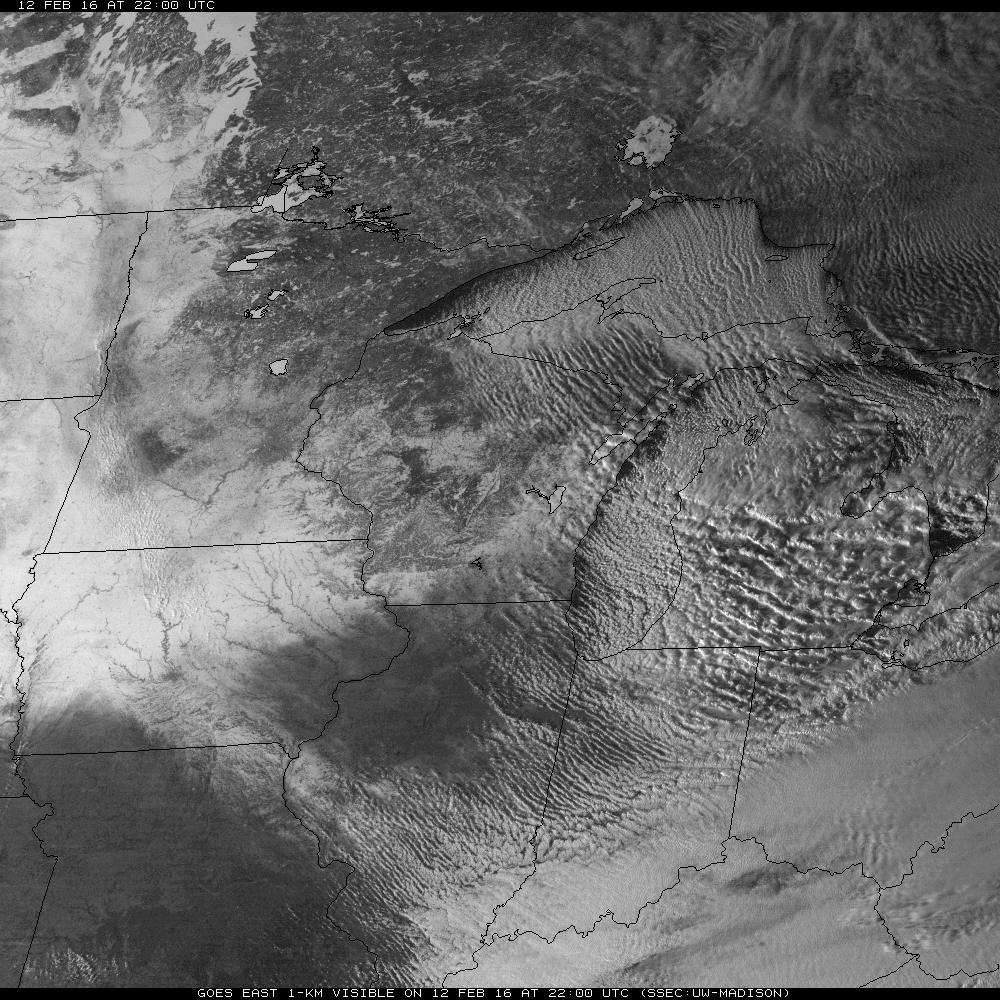 12 FEB 16 AT 22:00 UTC
GOES EAST 1-KM VISIBLE ON 12 FEB 16 AT 22:00 UTC (SSEC:UW-MADISON)